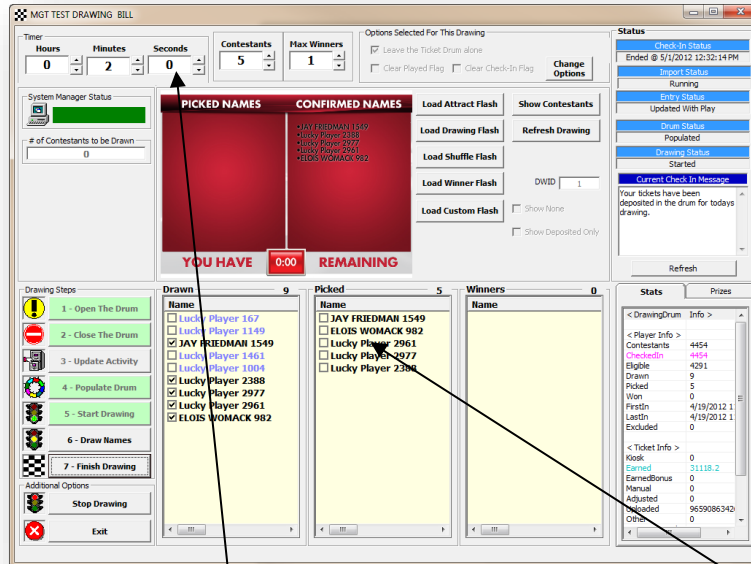 MGT TEST DRAWING BILL
Timer
Hours Minutes Seconds
0 2 0
Contestants Max Winners
5 1
Options Selected For This Drawing
Leave the Ticket Drum alone
Clear Played Flag Clear Check-In Flag
Change Options
Status
Check-In Status
Ended @ 5/1/2012 12:32:14 PM
Import Status
Running
Entry Status
Updated With Play
Drum Status
Populated
Drawing Status
Started
Current Check In Message
Your tickets have been
deposited in the drum for todays
drawing.
Refresh
System Manager Status
# of Contestants to be Drawn
0
PICKED NAMES CONFIRMED NAMES
•JAY FRIEDMAN 1549
•Lucky Player 2388
•Lucky Player 2977
•Lucky Player 2961
•ELOIS WOMACK 982
YOU HAVE 0:00 REMAINING
Load Attract Flash Show Contestants
Load Drawing Flash Refresh Drawing
Load Shuffle Flash
Load Winner Flash DWID 1
Load Custom Flash Show None
Show Deposited Only
Drawing Steps
1 - Open The Drum
2 - Close The Drum
3 - Update Activity
4 - Populate Drum
5 - Start Drawing
6 - Draw Names
7 - Finish Drawing
Additional Options
Stop Drawing
Exit
Drawn 9
Name
Lucky Player 167
Lucky Player 1149
JAY FRIEDMAN 1549
Lucky Player 1461
Lucky Player 1004
Lucky Player 2388
Lucky Player 2977
Lucky Player 2961
ELOIS WOMACK 982
Picked 5
Name
JAY FRIEDMAN 1549
ELOIS WOMACK 982
Lucky Player 2961
Lucky Player 2977
Lucky Player 2388
Winners 0
Name
Stats Prizes
< DrawingDrum Info >
< Player Info >
Contestants 4454
CheckedIn 4454
Eligible 4291
Drawn 9
Picked 5
Won 0
FirstIn 4/19/2012 1
LastIn 4/19/2012 1
Excluded 0
< Ticket Info >
Kiosk 0
Earned 31118.2
EarnedBonus 0
Manual 0
Adjusted 0
Uploaded 9659086342
Other 0